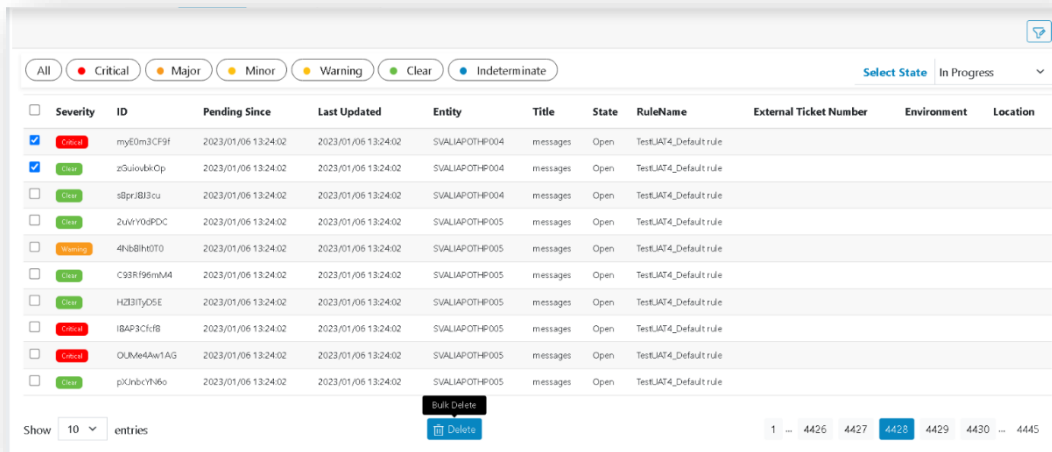 All Critical Major Minor Warning Clear Indeterminate Select State In Progress
Severity ID Pending Since Last Updated Entity Title State RuleName External Ticket Number Environment Location
Critical myE0m3CF9f 2023/01/06 13:24:02 2023/01/06 13:24:02 SVALIAPOTHP004 messages Open TestUAT4_Default rule
Clear zGuiovbkOp 2023/01/06 13:24:02 2023/01/06 13:24:02 SVALIAPOTHP004 messages Open TestUAT4_Default rule
Clear sBprJBJ3cu 2023/01/06 13:24:02 2023/01/06 13:24:02 SVALIAPOTHP004 messages Open TestUAT4_Default rule
Clear 2uVrY0dPDC 2023/01/06 13:24:02 2023/01/06 13:24:02 SVALIAPOTHP005 messages Open TestUAT4_Default rule
Warning 4NbBlht0T0 2023/01/06 13:24:02 2023/01/06 13:24:02 SVALIAPOTHP005 messages Open TestUAT4_Default rule
Clear C93Rf96mM4 2023/01/06 13:24:02 2023/01/06 13:24:02 SVALIAPOTHP005 messages Open TestUAT4_Default rule
Clear 2023/01/06 13:24:02 2023/01/06 13:24:02 SVALIAPOTHP005 messages Open TestUAT4_Default rule
Critical 2023/01/06 13:24:02 2023/01/06 13:24:02 SVALIAPOTHP005 messages Open TestUAT4_Default rule
Critical OUMe4Aw1AG 2023/01/06 13:24:02 2023/01/06 13:24:02 SVALIAPOTHP005 messages Open TestUAT4_Default rule
Clear pXJnbcYN6o 2023/01/06 13:24:02 2023/01/06 13:24:02 SVALIAPOTHP005 messages Open TestUAT4_Default rule
Bulk Delete
Show 10 entries Delete 1 ... 4426 4427 4428 4429 4430 ... 4445